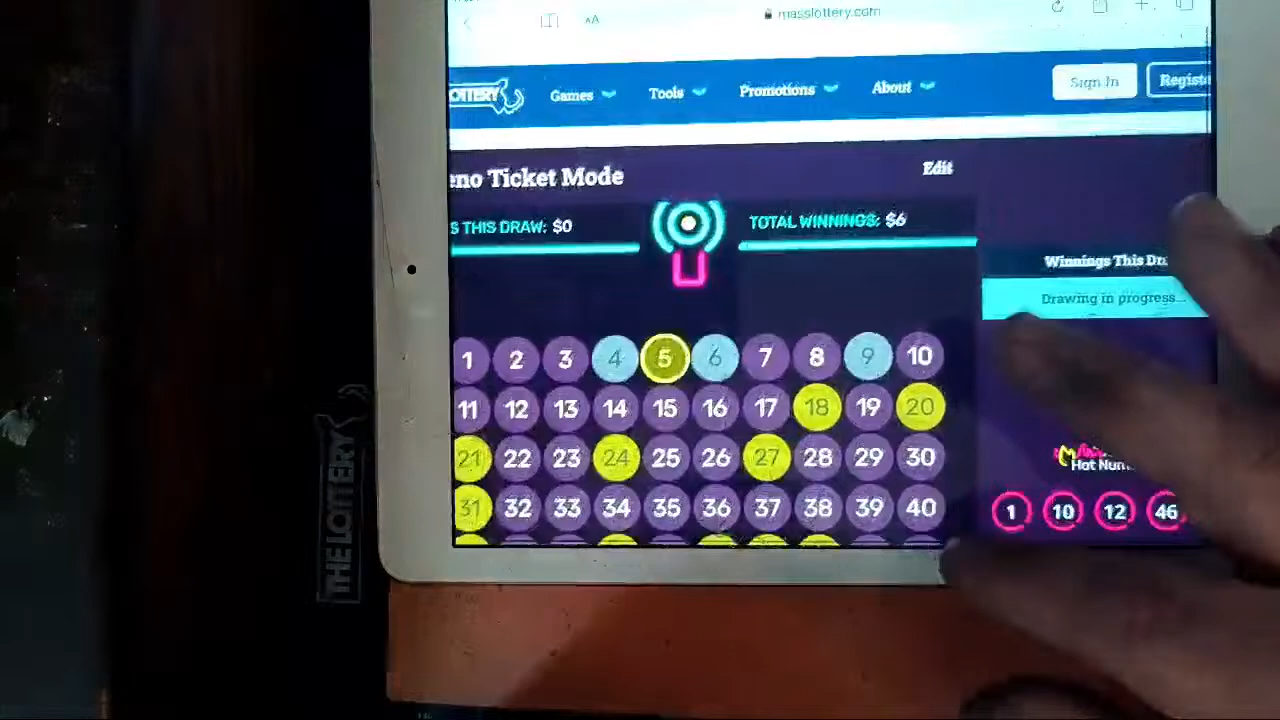 AA masslottery.com
OTTERY Games Tools Promotions About Sign In Registe
eno Ticket Mode Edit
S THIS DRAW: $0 TOTAL WINNINGS: $6
Winnings This Dr
Drawing in progress...
1 2 3 4 5 6 7 8 9 10
11 12 13 14 15 16 17 18 19 20
21 22 23 24 25 26 27 28 29 30
Hot Num
31 32 33 34 35 36 37 38 39 40
1 10 12 46
THE LOTTERY